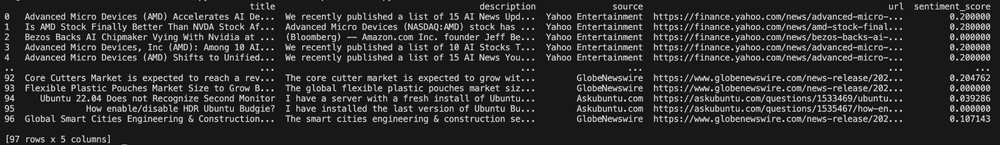 title description source url sentiment_score
0 Advanced Micro Devices (AMD) Accelerates AI De... We recently published a list of 15 AI News Upd... Yahoo Entertainment https://finance.yahoo.com/news/advanced-micro-... 0.200000
1 Is AMD Stock Finally Better Than NVDA Stock Af... Advanced Micro Devices (NASDAQ:AMD) stock has ... Yahoo Entertainment https://finance.yahoo.com/news/amd-stock-final... 0.280000
2 Bezos Backs AI Chipmaker Vying With Nvidia at ... (Bloomberg) -- Amazon.com Inc. founder Jeff Be... Yahoo Entertainment https://finance.yahoo.com/news/bezos-backs-ai-... 0.000000
3 Advanced Micro Devices, Inc (AMD): Among 10 AI... We recently published a list of 10 AI Stocks T... Yahoo Entertainment https://finance.yahoo.com/news/advanced-micro-... 0.200000
4 Advanced Micro Devices (AMD) Shifts to Unified... We recently published a list of 15 AI News You... Yahoo Entertainment https://finance.yahoo.com/news/advanced-micro-... 0.200000
.. ... ... ... ... ...
92 Core Cutters Market is expected to reach a rev... The core cutter market is expected to grow wit... GlobeNewswire https://www.globenewswire.com/news-release/202... 0.204762
93 Flexible Plastic Pouches Market Size to Grow B... The global flexible plastic pouches market siz... GlobeNewswire https://www.globenewswire.com/news-release/202... 0.000000
94 Ubuntu 22.04 Does not Recognize Second Monitor I have a server with a fresh install of Ubuntu... Askubuntu.com https://askubuntu.com/questions/1533469/ubuntu... 0.039286
95 How enable/disable HDR Ubuntu Budgie? I have installed the last version of Ubuntu Bu... Askubuntu.com https://askubuntu.com/questions/1535467/how-en... 0.000000
96 Global Smart Cities Engineering & Construction... The smart cities engineering & construction se... GlobeNewswire https://www.globenewswire.com/news-release/202... 0.107143
[97 rows x 5 columns]